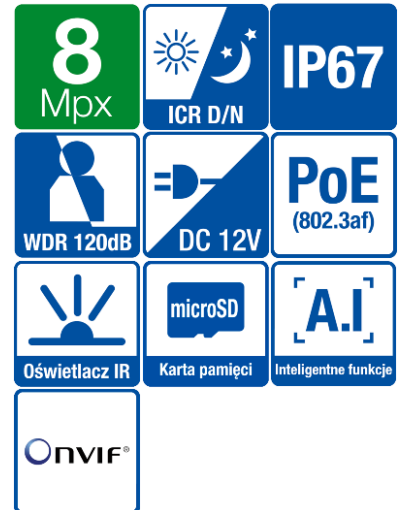 8
Mpx
ICR D/N
IP67
WDR 120dB
DC 12V
PoE
(802.3af)
Oświetlacz IR
microSD
Karta pamięci
A.I
Inteligentne funkcje
ONVIF®